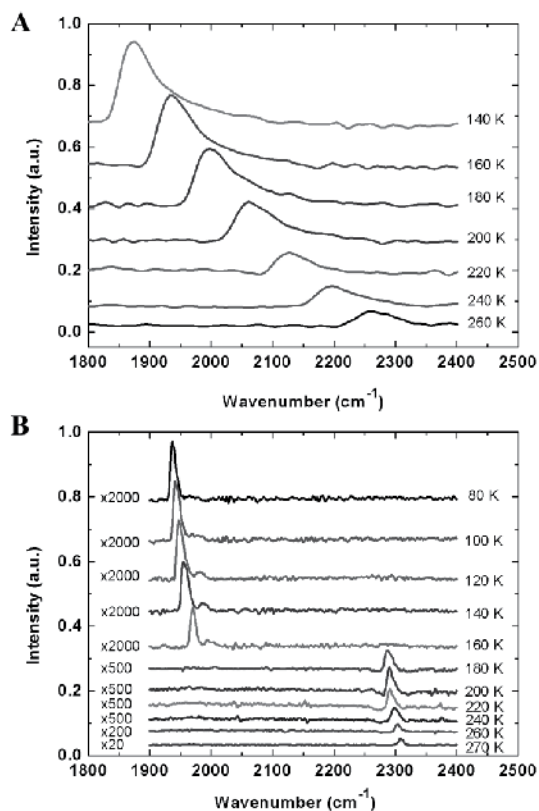 A
1.0
0.8
0.6
0.4
0.2
0.0
Intensity (a.u.)
140 K
160 K
180 K
200 K
220 K
240 K
260 K
1800 1900 2000 2100 2200 2300 2400 2500
Wavenumber (cm⁻¹)
B
1.0
0.8
0.6
0.4
0.2
0.0
Intensity (a.u.)
x2000 80 K
x2000 100 K
x2000 120 K
x2000 140 K
x2000 160 K
x500 180 K
x500 200 K
x500 220 K
x500 240 K
x200 260 K
x20 270 K
1800 1900 2000 2100 2200 2300 2400 2500
Wavenumber (cm⁻¹)